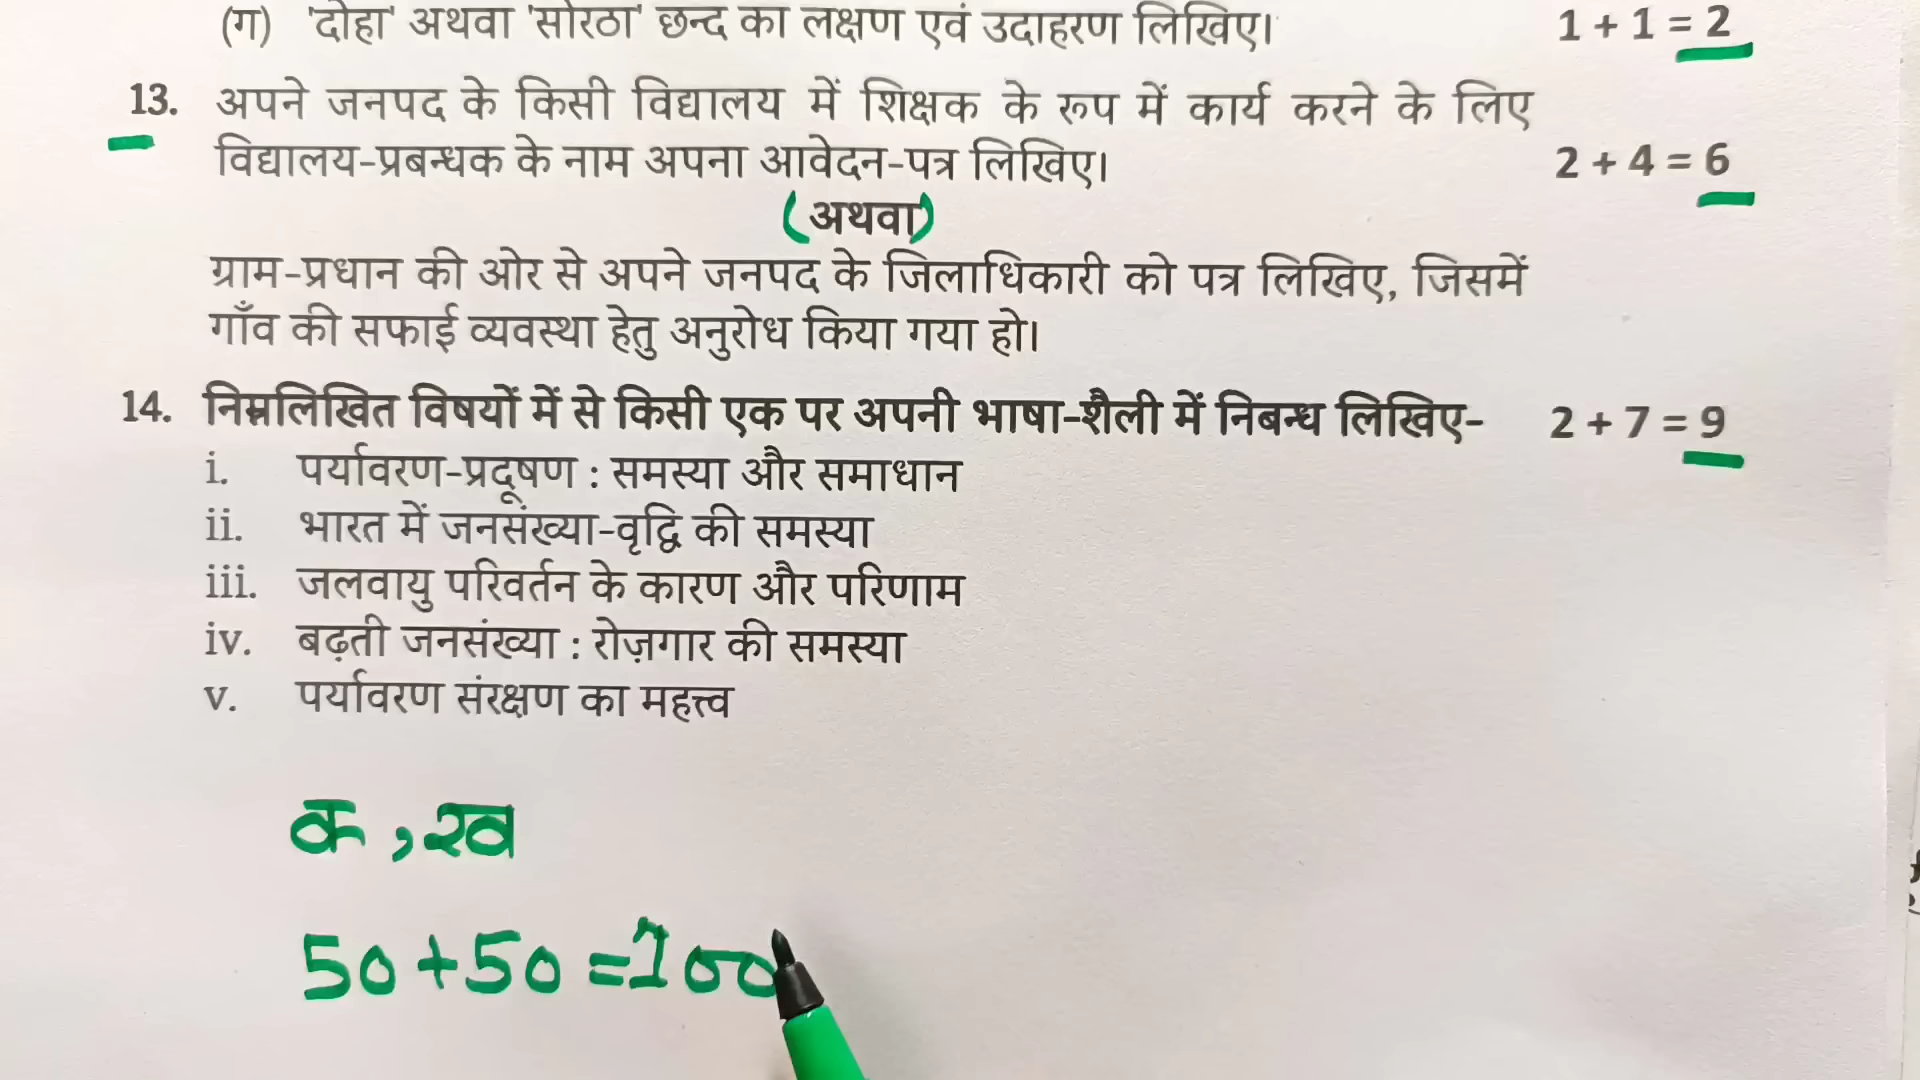 (ग) 'दोहा' अथवा 'सोरठा' छन्द का लक्षण एवं उदाहरण लिखिए। 1 + 1 = 2
13. अपने जनपद के किसी विद्यालय में शिक्षक के रूप में कार्य करने के लिए
विद्यालय-प्रबन्धक के नाम अपना आवेदन-पत्र लिखिए। 2 + 4 = 6
(अथवा)
ग्राम-प्रधान की ओर से अपने जनपद के जिलाधिकारी को पत्र लिखिए, जिसमें
गाँव की सफाई व्यवस्था हेतु अनुरोध किया गया हो।
14. निम्नलिखित विषयों में से किसी एक पर अपनी भाषा-शैली में निबन्ध लिखिए- 2 + 7 = 9
i. पर्यावरण-प्रदूषण : समस्या और समाधान
ii. भारत में जनसंख्या-वृद्धि की समस्या
iii. जलवायु परिवर्तन के कारण और परिणाम
iv. बढ़ती जनसंख्या : रोज़गार की समस्या
v. पर्यावरण संरक्षण का महत्त्व
क , ख
50 + 50 = 100